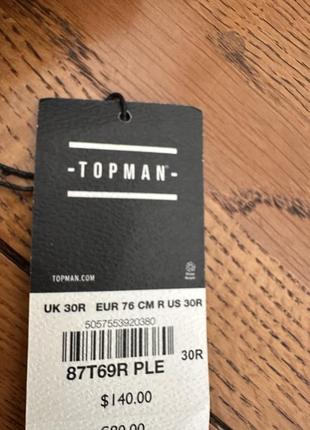 -TOPMAN-
TOPMAN.COM
UK 30R EUR 76 CM R US 30R
5057553920380
87T69R PLE
30R
$140.00